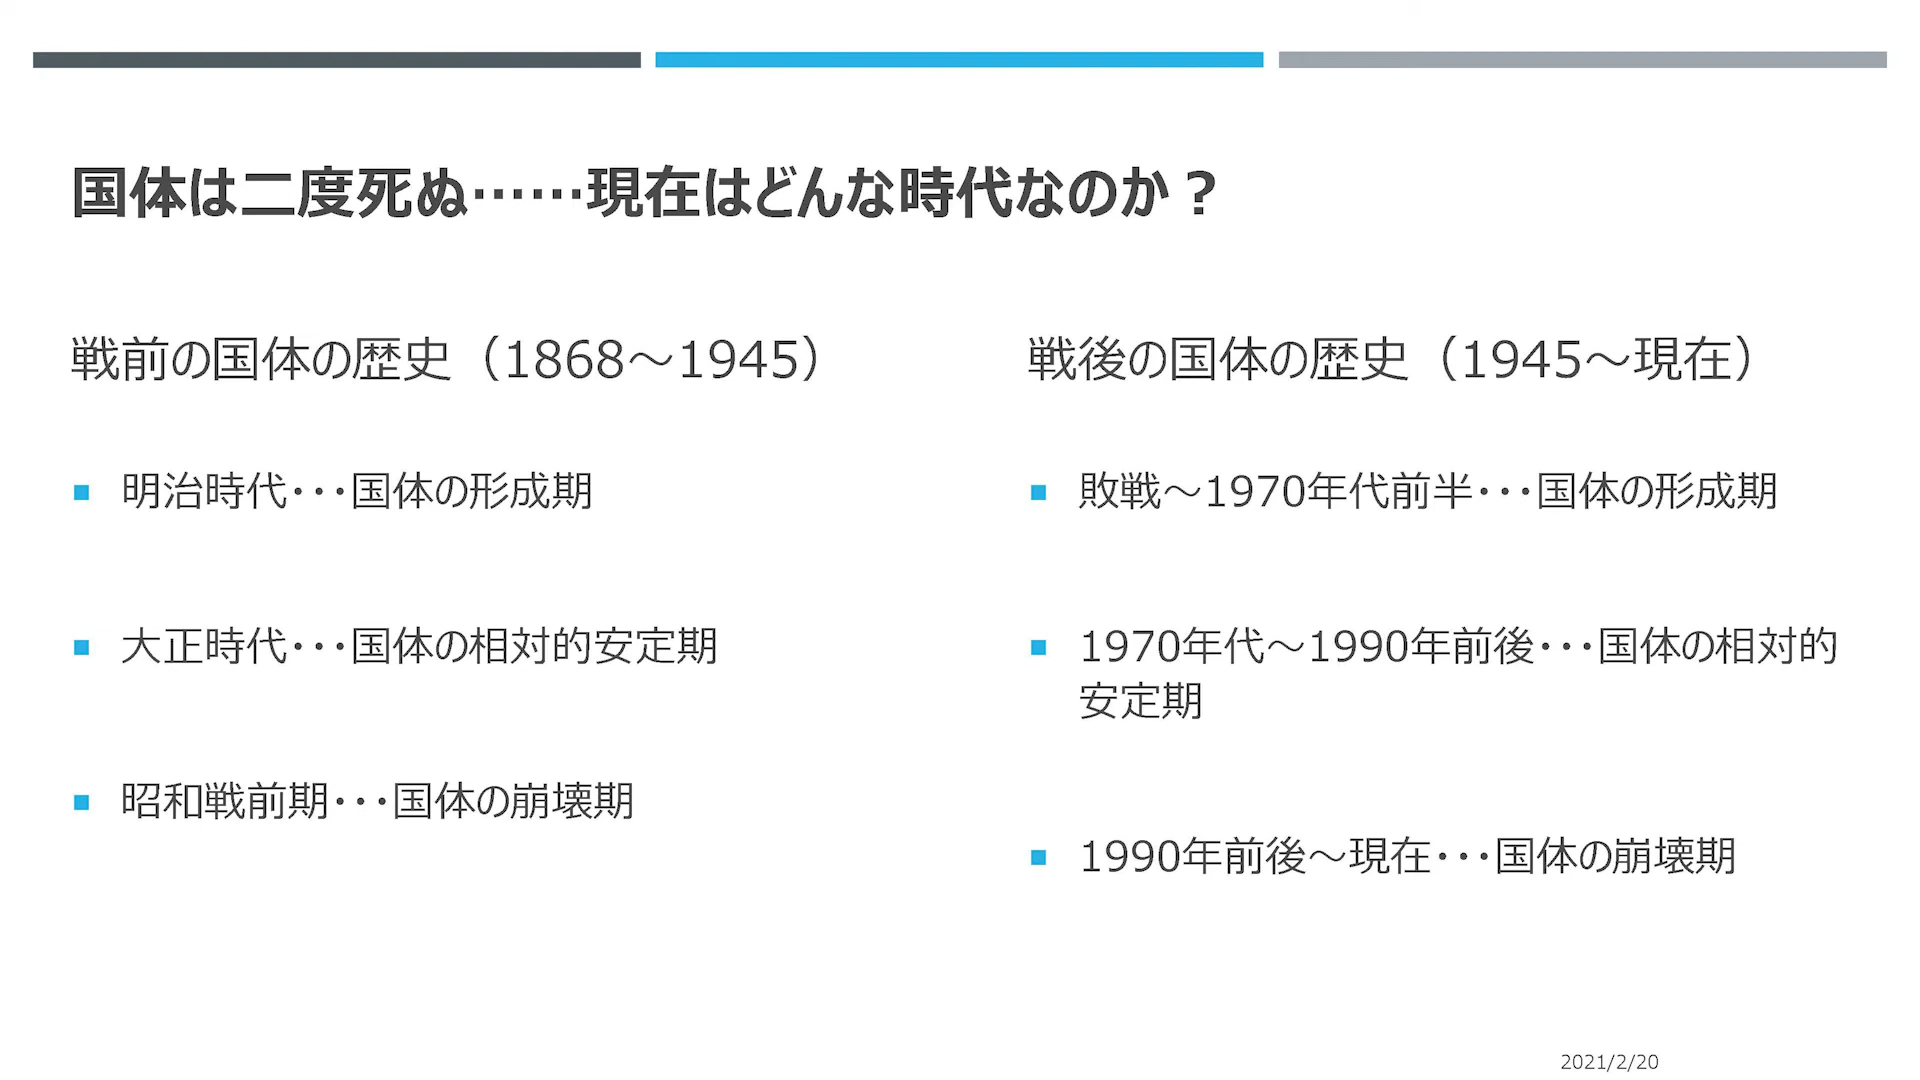 国体は二度死ぬ……現在はどんな時代なのか？
戦前の国体の歴史（1868～1945）
明治時代･･･国体の形成期
大正時代･･･国体の相対的安定期
昭和戦前期･･･国体の崩壊期
戦後の国体の歴史（1945～現在）
敗戦～1970年代前半･･･国体の形成期
1970年代～1990年前後･･･国体の相対的
安定期
1990年前後～現在･･･国体の崩壊期
2021/2/20